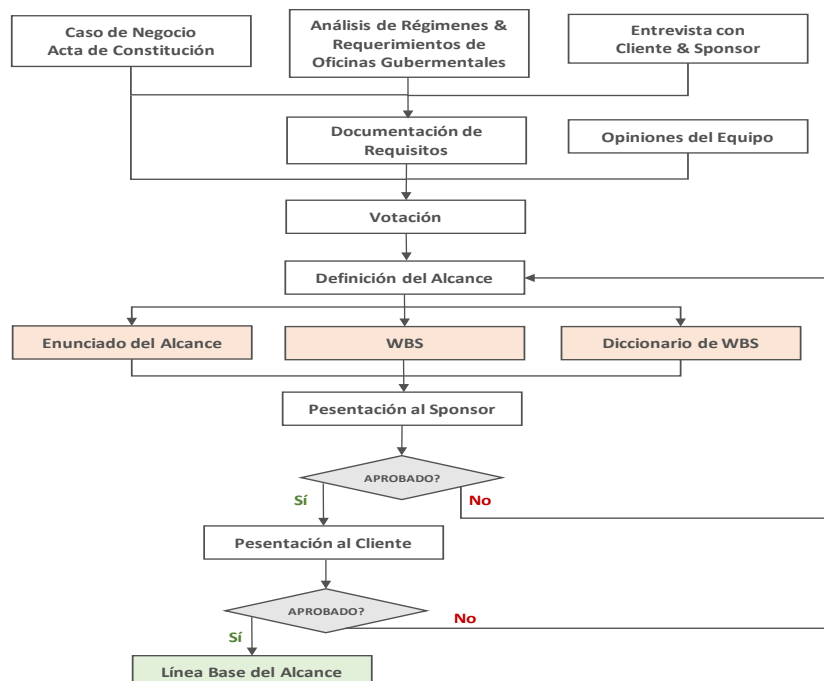 Caso de Negocio
Acta de Constitución
Análisis de Régimenes &
Requerimientos de
Oficinas Gubermentales
Entrevista con
Cliente & Sponsor
Documentación de
Requisitos
Opiniones del Equipo
Votación
Definición del Alcance
Enunciado del Alcance
WBS
Diccionario de WBS
Pesentación al Sponsor
APROBADO?
Sí
No
Pesentación al Cliente
APROBADO?
No
Sí
Línea Base del Alcance